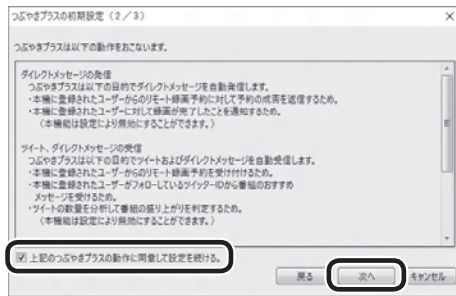 つぶやきプラスの初期設定（2／3）
つぶやきプラスは以下の動作をおこないます。
ダイレクトメッセージの発信
つぶやきプラスは以下の目的でダイレクトメッセージを自動発信します。
・本機に登録されたユーザーからのリモート録画予約に対して予約の成否を返信するため。
・本機に登録されたユーザーに対して録画が完了したことを通知するため。
（本機能は設定により無効にすることができます。）
ツイート、ダイレクトメッセージの受信
つぶやきプラスは以下の目的でツイートおよびダイレクトメッセージを自動受信します。
・本機に登録されたユーザーからのリモート録画予約を受け付けるため。
・本機に登録されたユーザーがフォローしているツイッターIDから番組のおすすめ
メッセージを受けるため。
・ツイートの数量を分析して番組の盛り上がりを判定するため。
（本機能は設定により無効にすることができます。）
上記のつぶやきプラスの動作に同意して設定を続ける。
戻る 次へ キャンセル